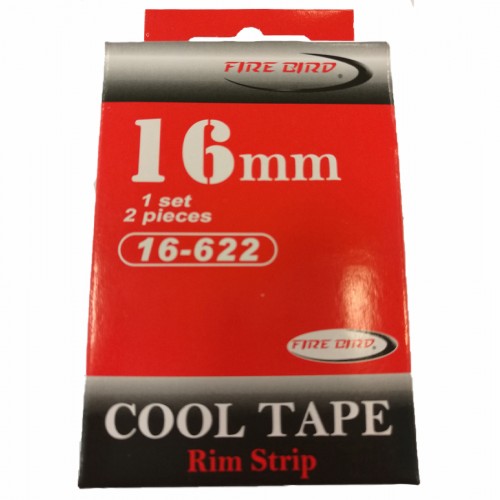 FIRE BIRD
16mm
1 set
2 pieces
16-622
FIRE BIRD
COOL TAPE
Rim Strip